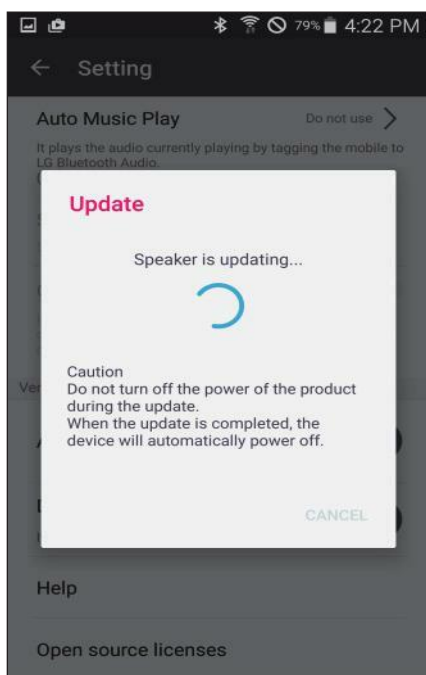 79% 4:22 PM
Setting
Auto Music Play Do not use
It plays the audio currently playing by tagging the mobile to
LG Bluetooth Audio.
Update
Speaker is updating...
Caution
Do not turn off the power of the product
during the update.
When the update is completed, the
device will automatically power off.
Ver
CANCEL
Help
Open source licenses